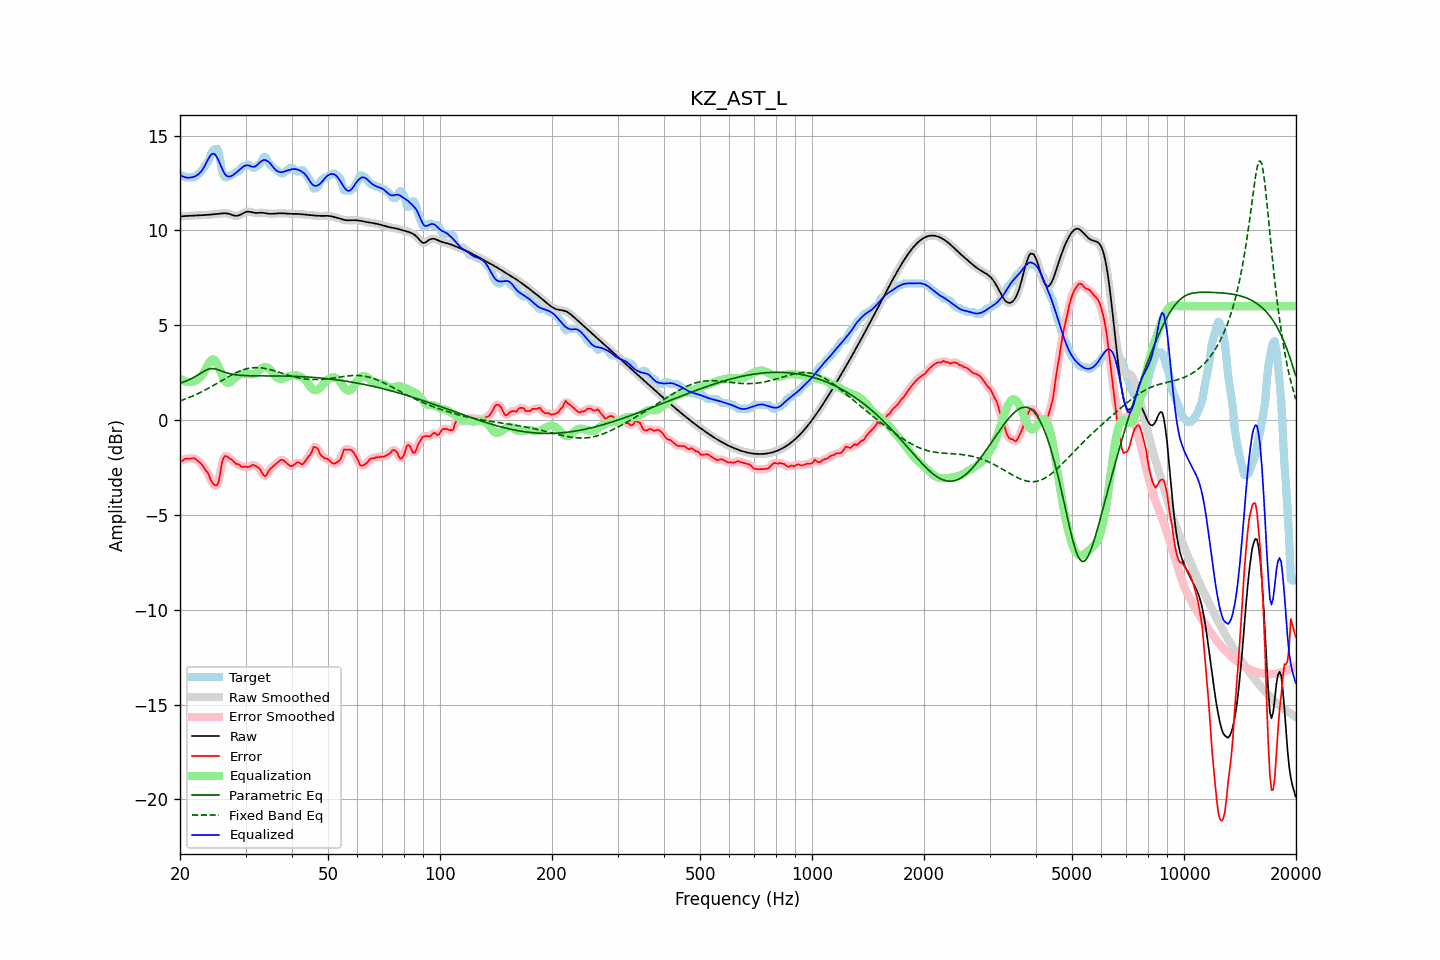 KZ_AST_L
15
10
5
0
−5
−10
−15
−20
Amplitude (dBr)
Target
Raw Smoothed
Error Smoothed
Raw
Error
Equalization
Parametric Eq
Fixed Band Eq
Equalized
20 50 100 200 500 1000 2000 5000 10000 20000
Frequency (Hz)